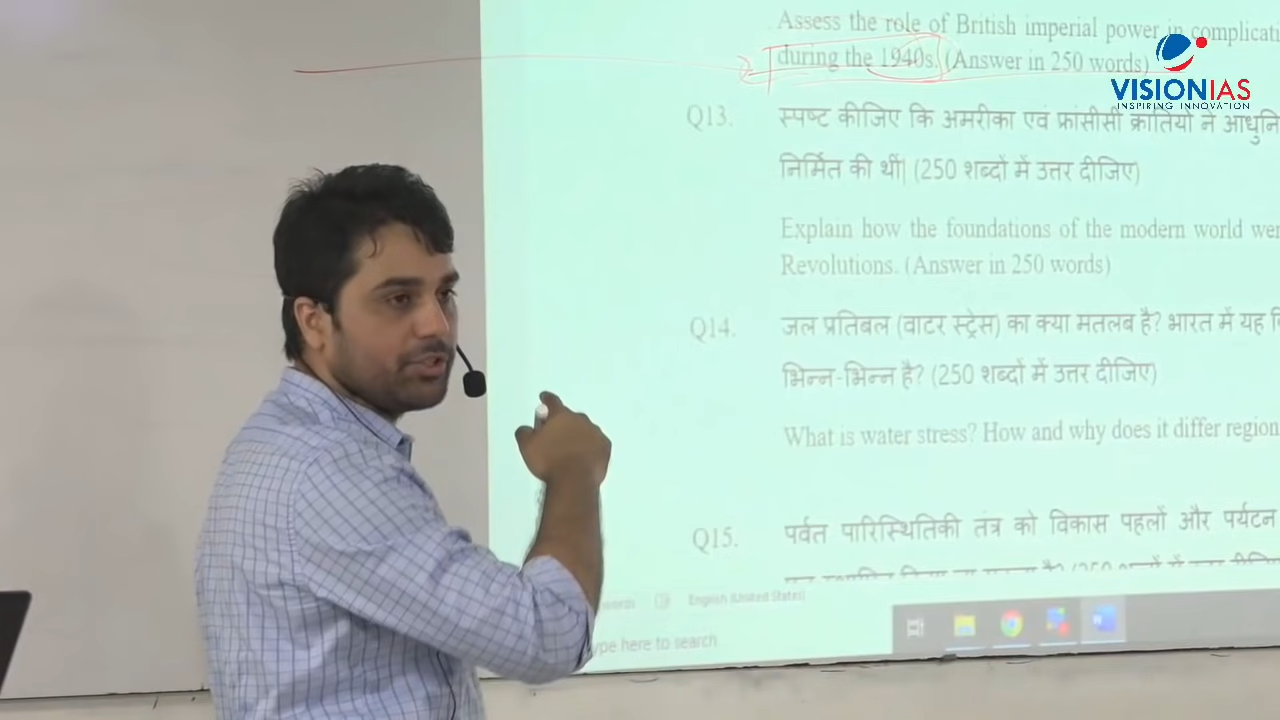 Assess the role of British imperial power in complicati
during the 1940s. (Answer in 250 words)
VISIONIAS
INSPIRING INNOVATION
Q13. स्पष्ट कीजिए कि अमरीका एवं फ्रांसीसी क्रांतियों ने आधुनि
निर्मित की थीं| (250 शब्दों में उत्तर दीजिए)
Explain how the foundations of the modern world wer
Revolutions. (Answer in 250 words)
Q14. जल प्रतिबल (वाटर स्ट्रेस) का क्या मतलब है? भारत में यह
भिन्न-भिन्न है? (250 शब्दों में उत्तर दीजिए)
What is water stress? How and why does it differ region
Q15. पर्वत पारिस्थितिकी तंत्र को विकास पहलों और पर्यटन
words English (United States)
ype here to search